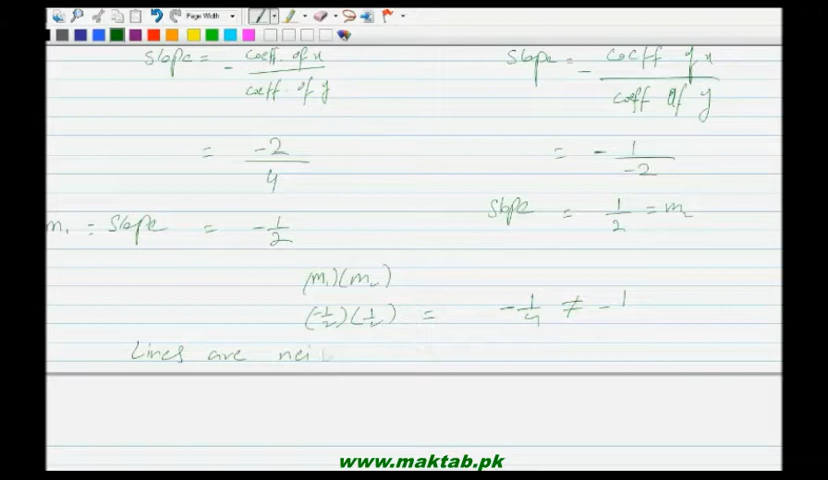 Page Width
Slope = - coeff. of x / coeff. of y
Slope = - coeff of x / coeff of y
= -2 / 4
= - 1 / -2
m₁ = Slope = - 1/2
Slope = 1/2 = m₂
(m₁)(m₂)
(-1/2)(1/2) = - 1/4 ≠ -1
Lines are nei
www.maktab.pk